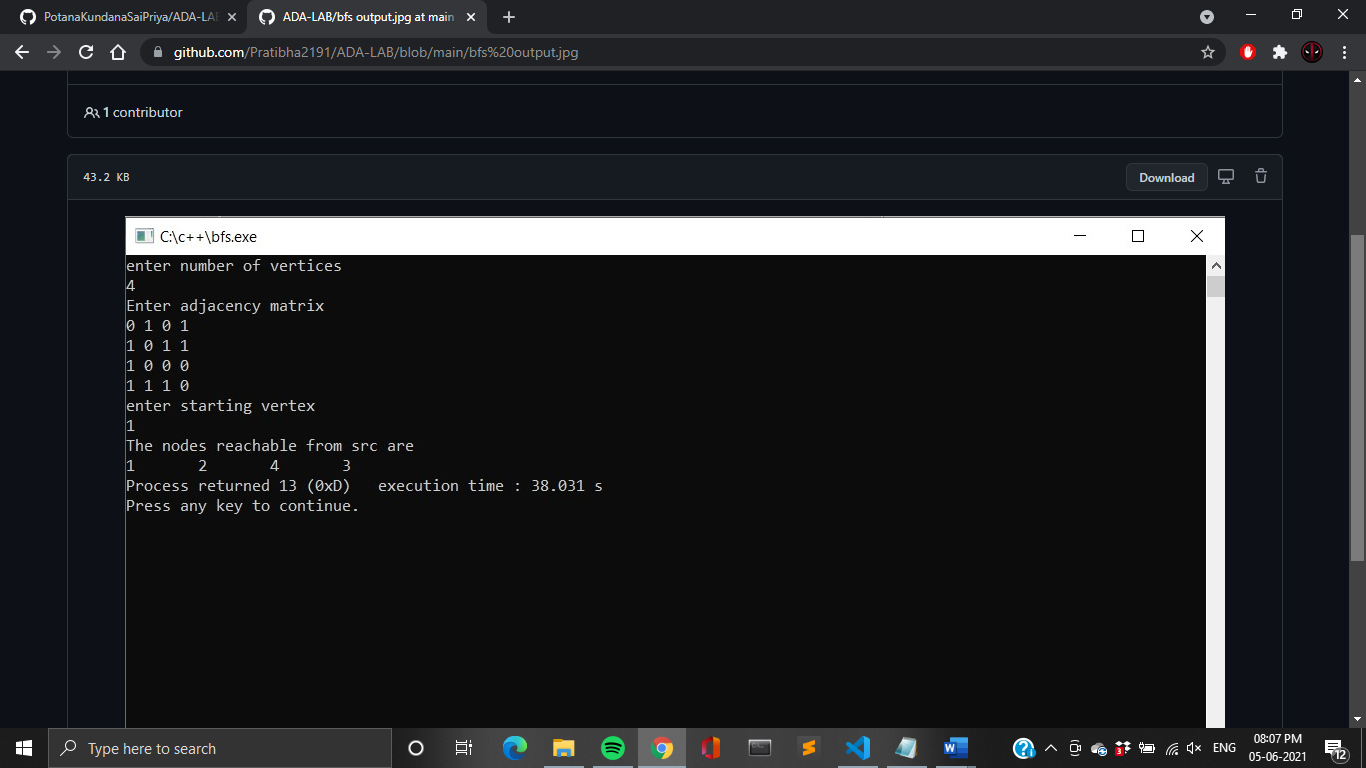 PotanaKundanaSaiPriya/ADA-LA
ADA-LAB/bfs output.jpg at main
github.com/Pratibha2191/ADA-LAB/blob/main/bfs%20output.jpg
1 contributor
43.2 KB
Download
C:\c++\bfs.exe
enter number of vertices
4
Enter adjacency matrix
0 1 0 1
1 0 1 1
1 0 0 0
1 1 1 0
enter starting vertex
1
The nodes reachable from src are
1 2 4 3
Process returned 13 (0xD) execution time : 38.031 s
Press any key to continue.
Type here to search
ENG
08:07 PM
05-06-2021
12